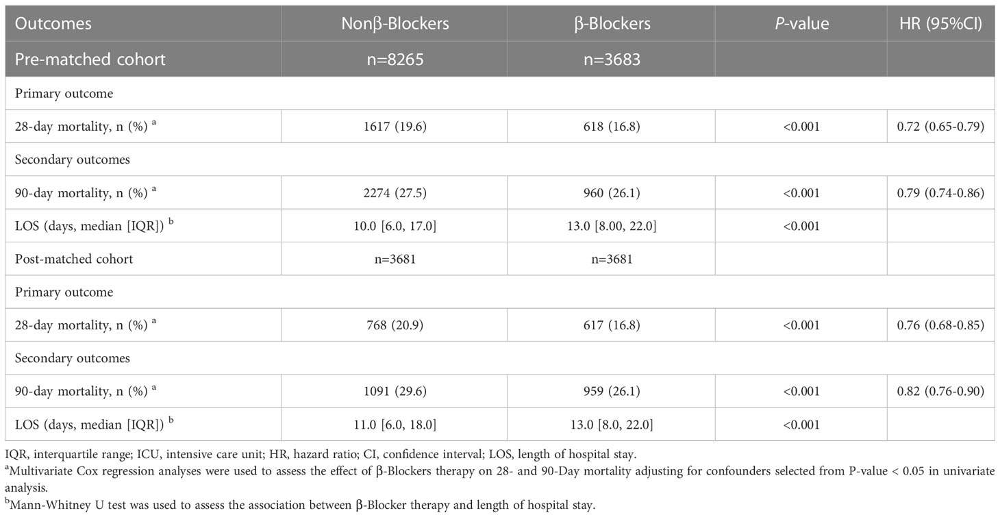 Outcomes Nonβ-Blockers β-Blockers P-value HR (95%CI)
Pre-matched cohort n=8265 n=3683
Primary outcome
28-day mortality, n (%) a 1617 (19.6) 618 (16.8) <0.001 0.72 (0.65-0.79)
Secondary outcomes
90-day mortality, n (%) a 2274 (27.5) 960 (26.1) <0.001 0.79 (0.74-0.86)
LOS (days, median [IQR]) b 10.0 [6.0, 17.0] 13.0 [8.00, 22.0] <0.001
Post-matched cohort n=3681 n=3681
Primary outcome
28-day mortality, n (%) a 768 (20.9) 617 (16.8) <0.001 0.76 (0.68-0.85)
Secondary outcomes
90-day mortality, n (%) a 1091 (29.6) 959 (26.1) <0.001 0.82 (0.76-0.90)
LOS (days, median [IQR]) b 11.0 [6.0, 18.0] 13.0 [8.0, 22.0] <0.001
IQR, interquartile range; ICU, intensive care unit; HR, hazard ratio; CI, confidence interval; LOS, length of hospital stay.
aMultivariate Cox regression analyses were used to assess the effect of β-Blockers therapy on 28- and 90-Day mortality adjusting for confounders selected from P-value < 0.05 in univariate
analysis.
bMann-Whitney U test was used to assess the association between β-Blocker therapy and length of hospital stay.